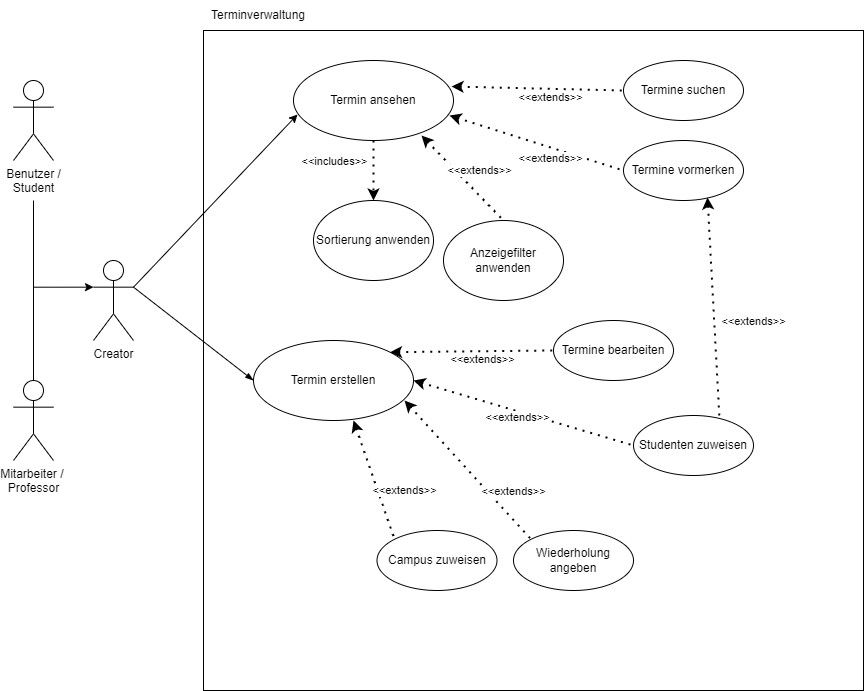 Terminverwaltung
Termin ansehen
<<extends>>
Termine suchen
Benutzer /
Student
<<includes>>
<<extends>>
<<extends>>
Termine vormerken
Sortierung anwenden
Anzeigefilter
anwenden
Creator
<<extends>>
Termin erstellen
<<extends>>
Termine bearbeiten
Mitarbeiter /
Professor
<<extends>>
Studenten zuweisen
<<extends>>
<<extends>>
Campus zuweisen
Wiederholung
angeben